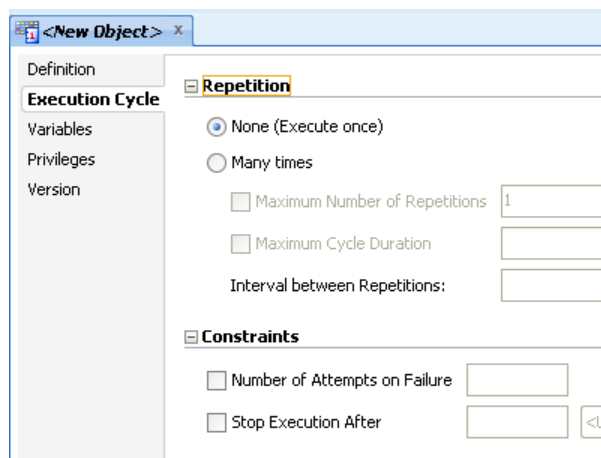 <New Object> x
Definition
Execution Cycle
Variables
Privileges
Version
Repetition
None (Execute once)
Many times
Maximum Number of Repetitions 1
Maximum Cycle Duration
Interval between Repetitions:
Constraints
Number of Attempts on Failure
Stop Execution After